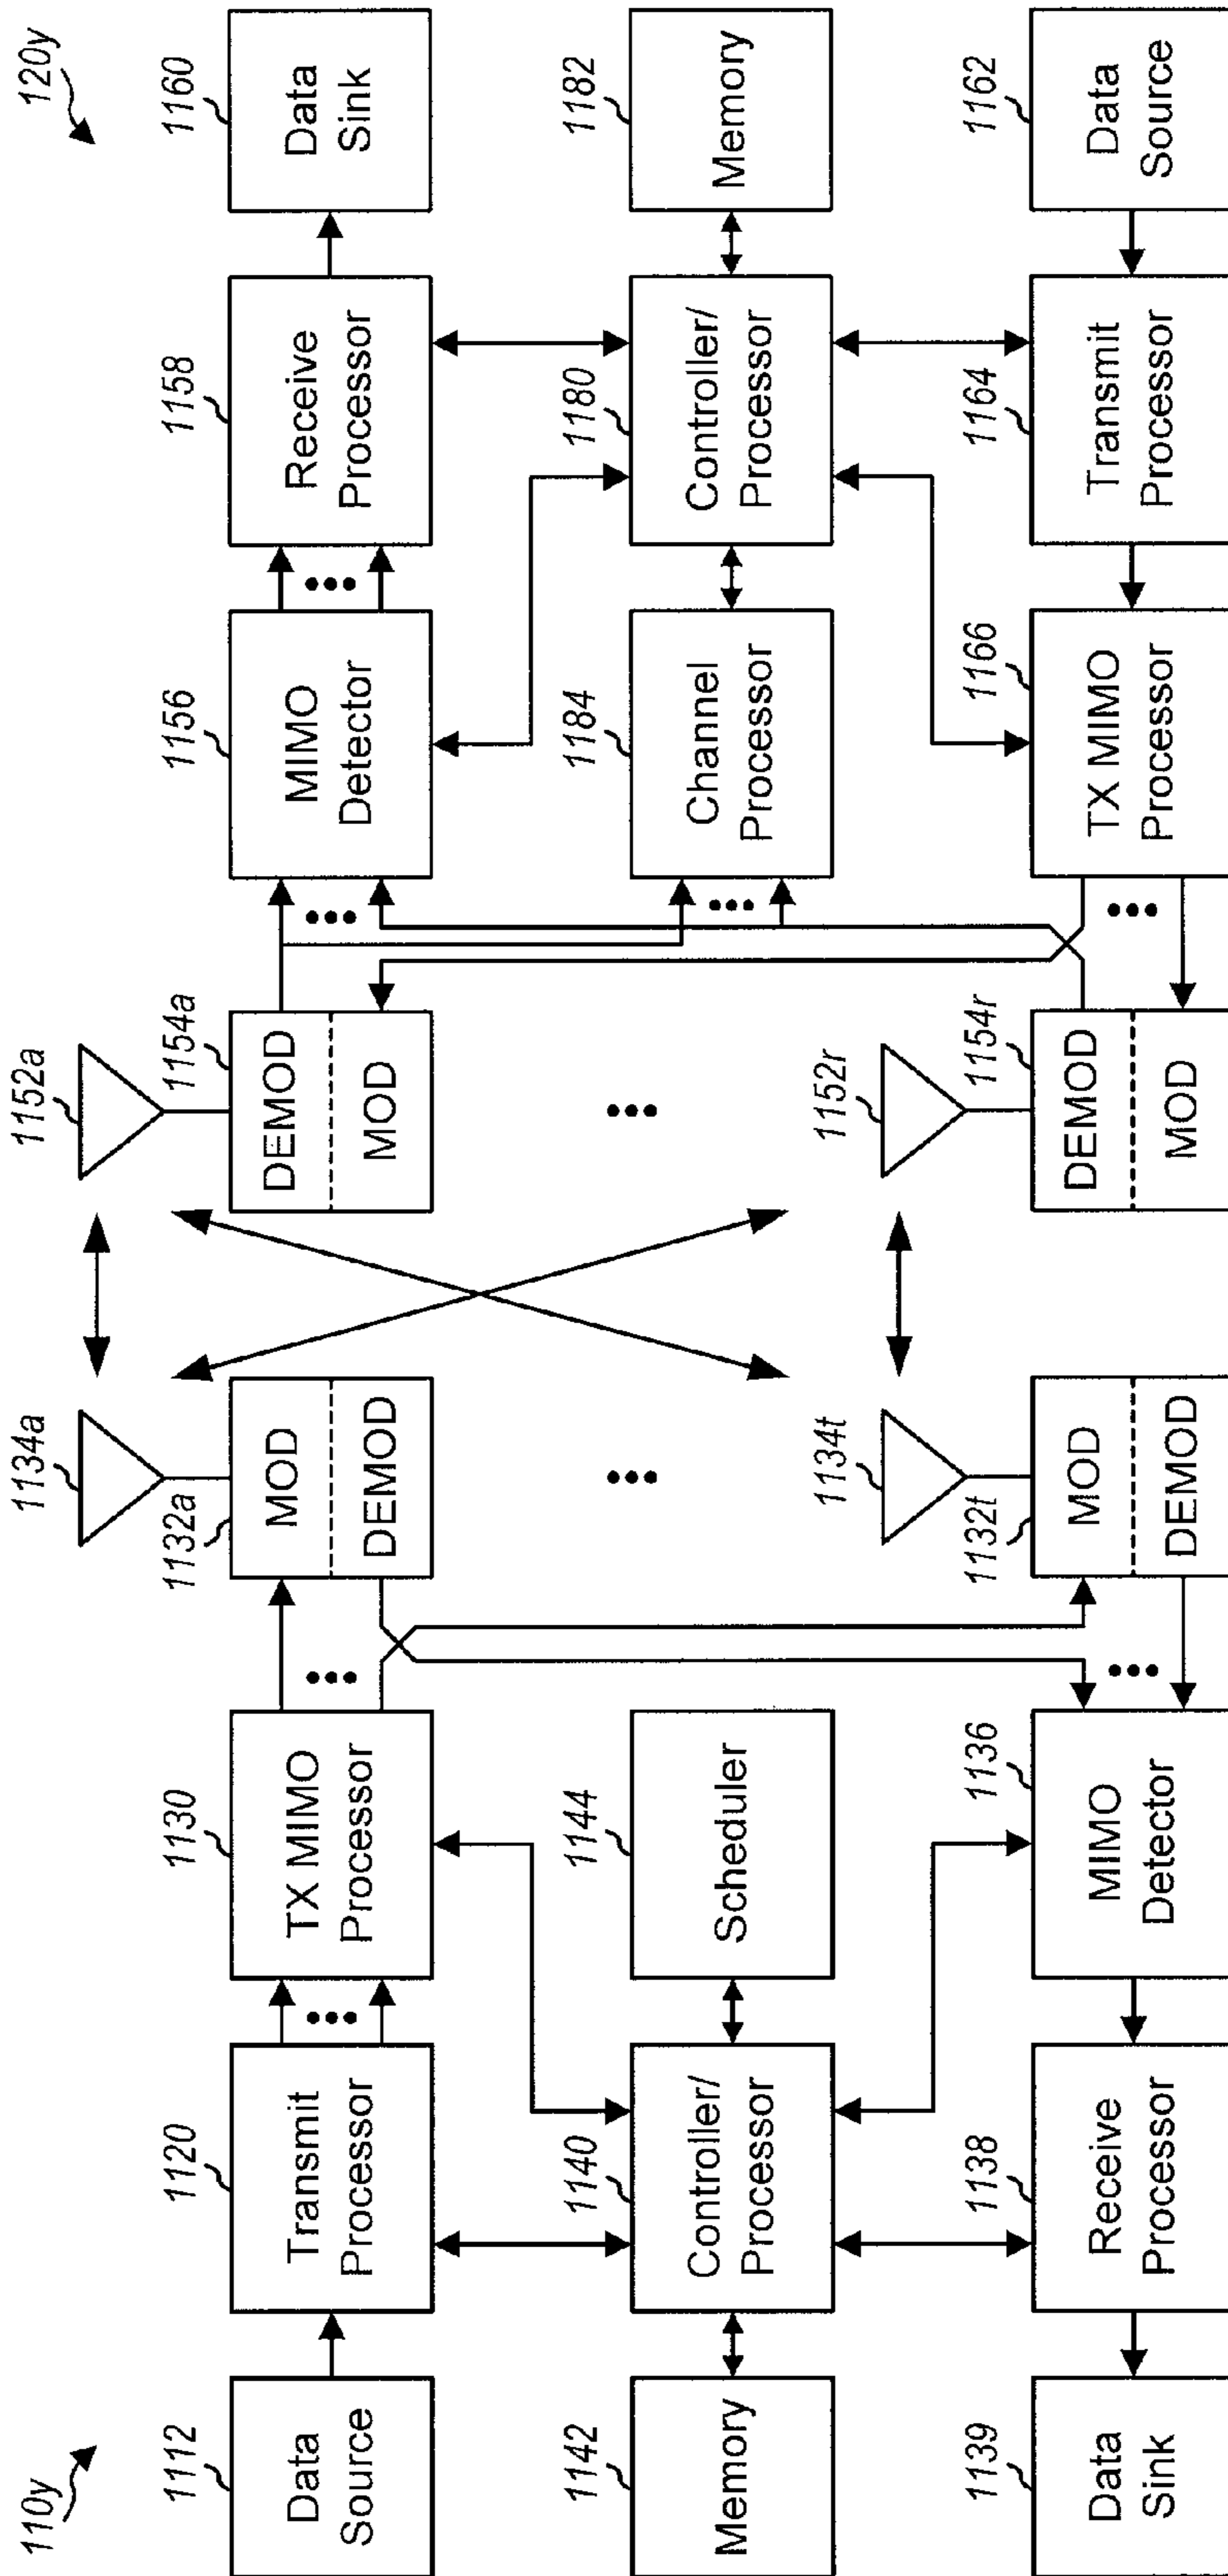 110y
120y
1134a
1152a
1112
Data
Source
1120
Transmit
Processor
1130
TX MIMO
Processor
1132a
MOD
DEMOD
1154a
DEMOD
MOD
1156
MIMO
Detector
1158
Receive
Processor
1160
Data
Sink
1142
Memory
1140
Controller/
Processor
1144
Scheduler
1184
Channel
Processor
1180
Controller/
Processor
1182
Memory
1134t
1152r
1139
Data
Sink
1138
Receive
Processor
1136
MIMO
Detector
1132t
MOD
DEMOD
1154r
DEMOD
MOD
1166
TX MIMO
Processor
1164
Transmit
Processor
1162
Data
Source